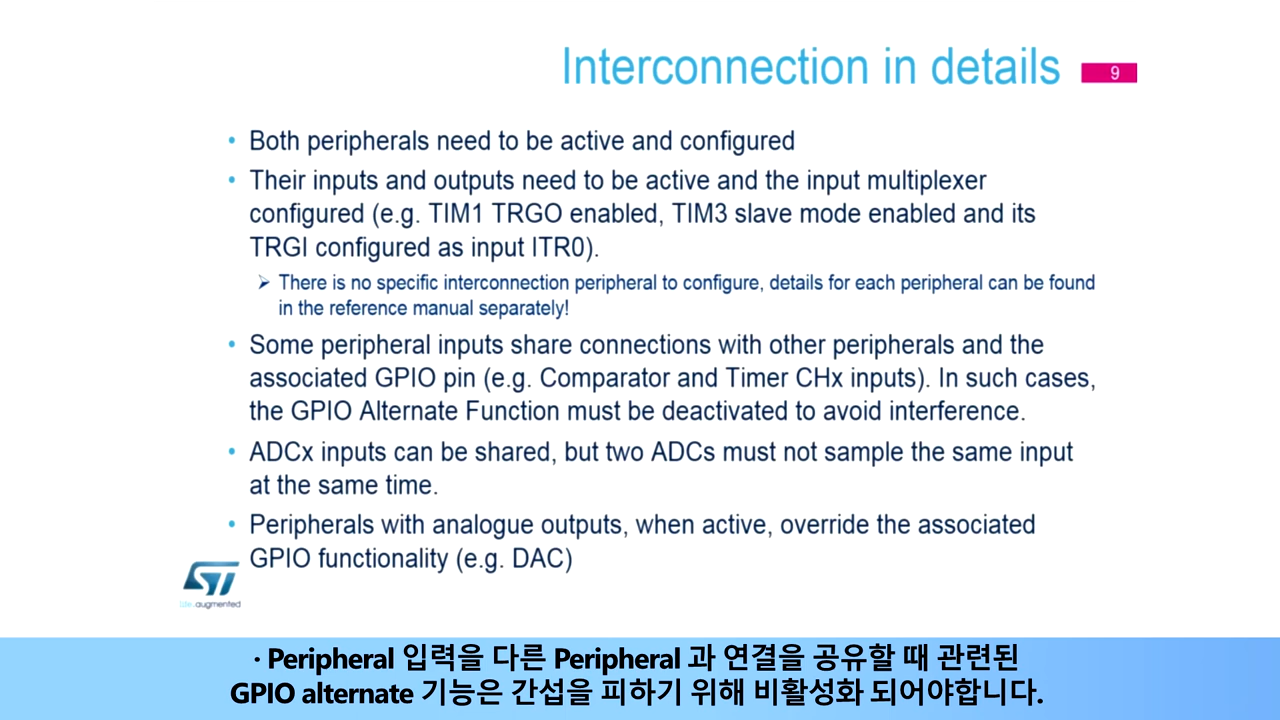 Interconnection in details
9
• Both peripherals need to be active and configured
• Their inputs and outputs need to be active and the input multiplexer
configured (e.g. TIM1 TRGO enabled, TIM3 slave mode enabled and its
TRGI configured as input ITR0).
➢ There is no specific interconnection peripheral to configure, details for each peripheral can be found
in the reference manual separately!
• Some peripheral inputs share connections with other peripherals and the
associated GPIO pin (e.g. Comparator and Timer CHx inputs). In such cases,
the GPIO Alternate Function must be deactivated to avoid interference.
• ADCx inputs can be shared, but two ADCs must not sample the same input
at the same time.
• Peripherals with analogue outputs, when active, override the associated
GPIO functionality (e.g. DAC)
ST
life.augmented
· Peripheral 입력을 다른 Peripheral 과 연결을 공유할 때 관련된
GPIO alternate 기능은 간섭을 피하기 위해 비활성화 되어야합니다.